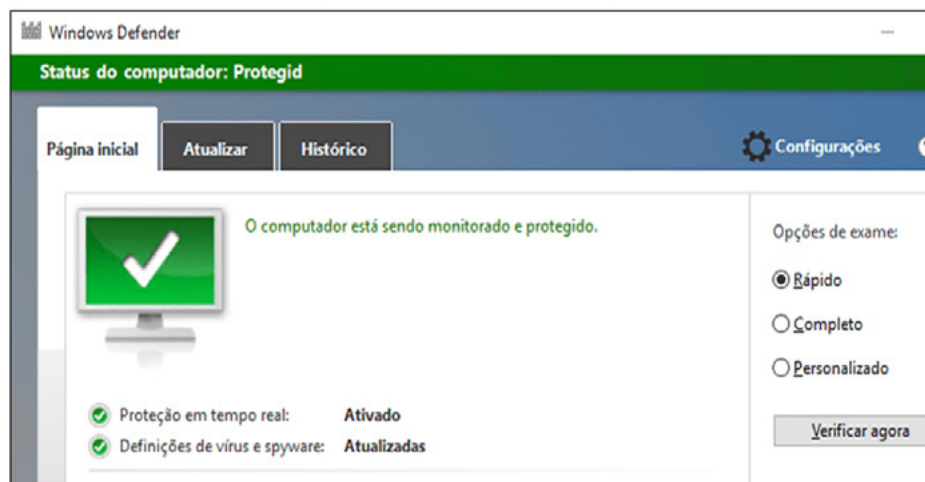 Windows Defender
Status do computador: Protegid
Página inicial
Atualizar
Histórico
Configurações
O computador está sendo monitorado e protegido.
Opções de exame:
Rápido
Completo
Personalizado
Proteção em tempo real: Ativado
Definições de vírus e spyware: Atualizadas
Verificar agora